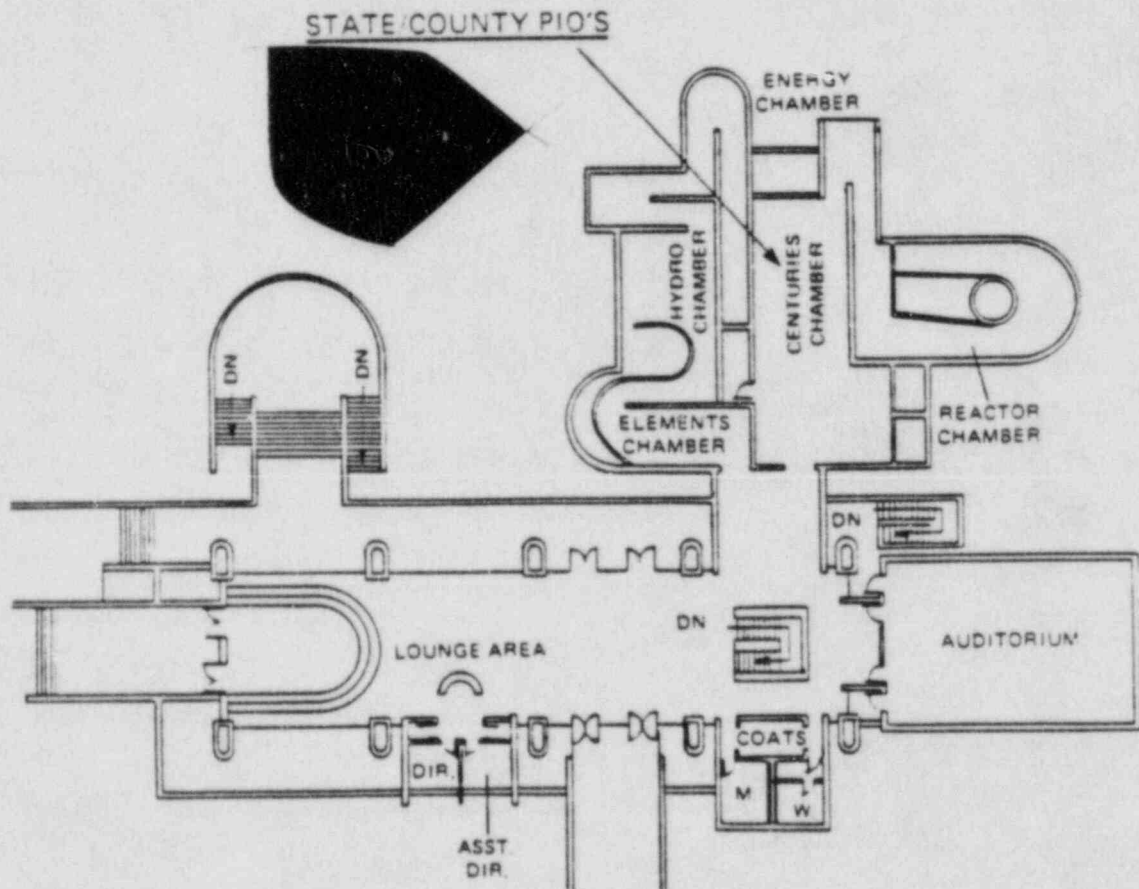 STATE/COUNTY PIO'S
ENERGY
CHAMBER
HYDRO
CHAMBER
CENTURIES
CHAMBER
DN
DN
ELEMENTS
CHAMBER
REACTOR
CHAMBER
DN
DN
LOUNGE AREA
AUDITORIUM
COATS
DIR.
M
W
ASST.
DIR.